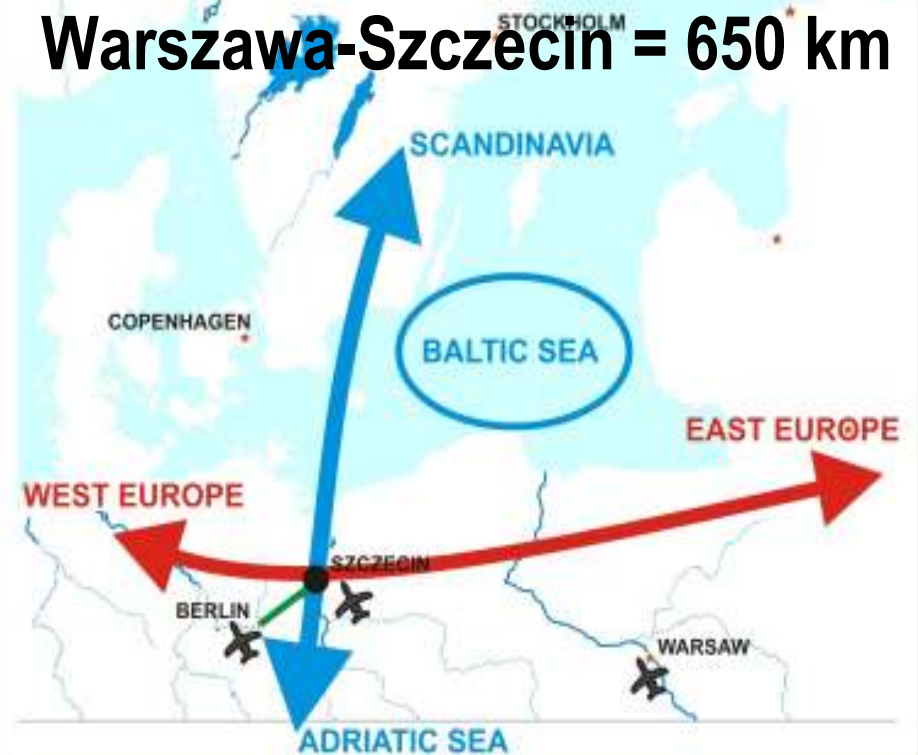 STOCKHOLM
Warszawa-Szczecin = 650 km
SCANDINAVIA
COPENHAGEN
BALTIC SEA
EAST EUROPE
WEST EUROPE
SZCZECIN
BERLIN
WARSAW
ADRIATIC SEA